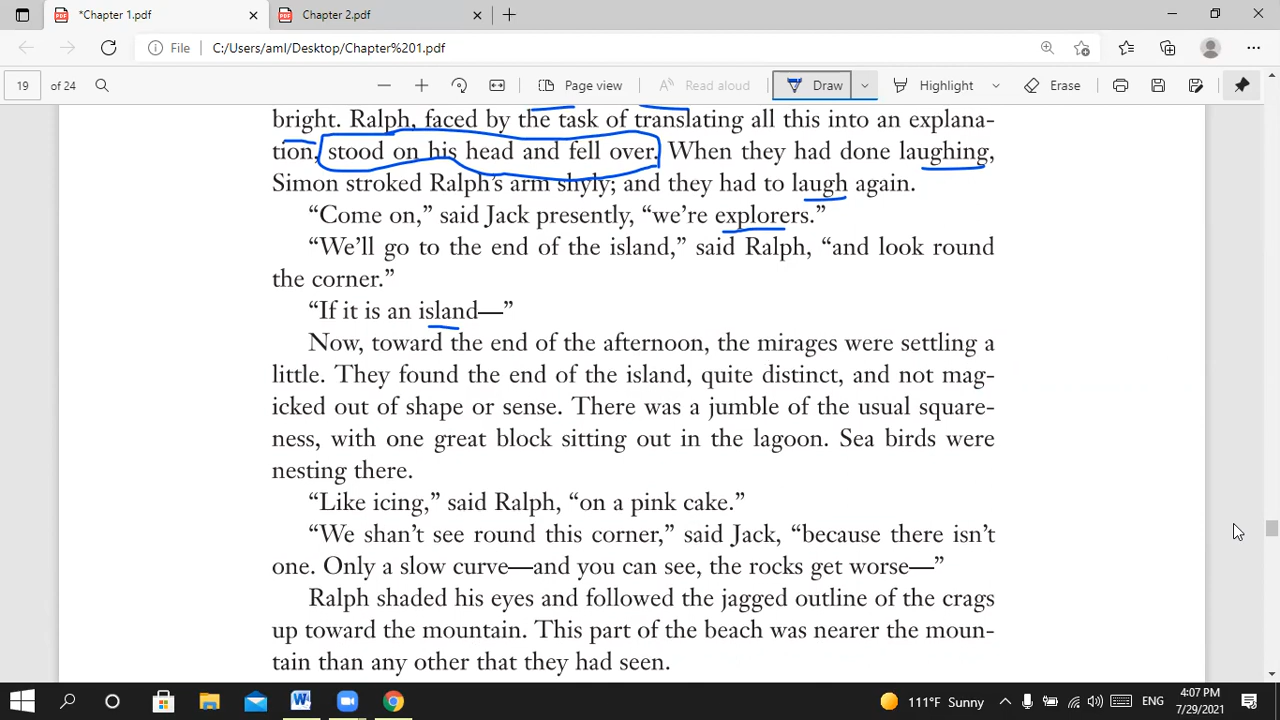 *Chapter 1.pdf
Chapter 2.pdf
File C:/Users/aml/Desktop/Chapter%201.pdf
19 of 24 Page view Read aloud Draw Highlight Erase
bright. Ralph, faced by the task of translating all this into an explana-
tion, stood on his head and fell over. When they had done laughing,
Simon stroked Ralph’s arm shyly; and they had to laugh again.
“Come on,” said Jack presently, “we’re explorers.”
“We’ll go to the end of the island,” said Ralph, “and look round
the corner.”
“If it is an island—”
Now, toward the end of the afternoon, the mirages were settling a
little. They found the end of the island, quite distinct, and not mag-
icked out of shape or sense. There was a jumble of the usual square-
ness, with one great block sitting out in the lagoon. Sea birds were
nesting there.
“Like icing,” said Ralph, “on a pink cake.”
“We shan’t see round this corner,” said Jack, “because there isn’t
one. Only a slow curve—and you can see, the rocks get worse—”
Ralph shaded his eyes and followed the jagged outline of the crags
up toward the mountain. This part of the beach was nearer the moun-
tain than any other that they had seen.
111°F Sunny ENG 4:07 PM
7/29/2021